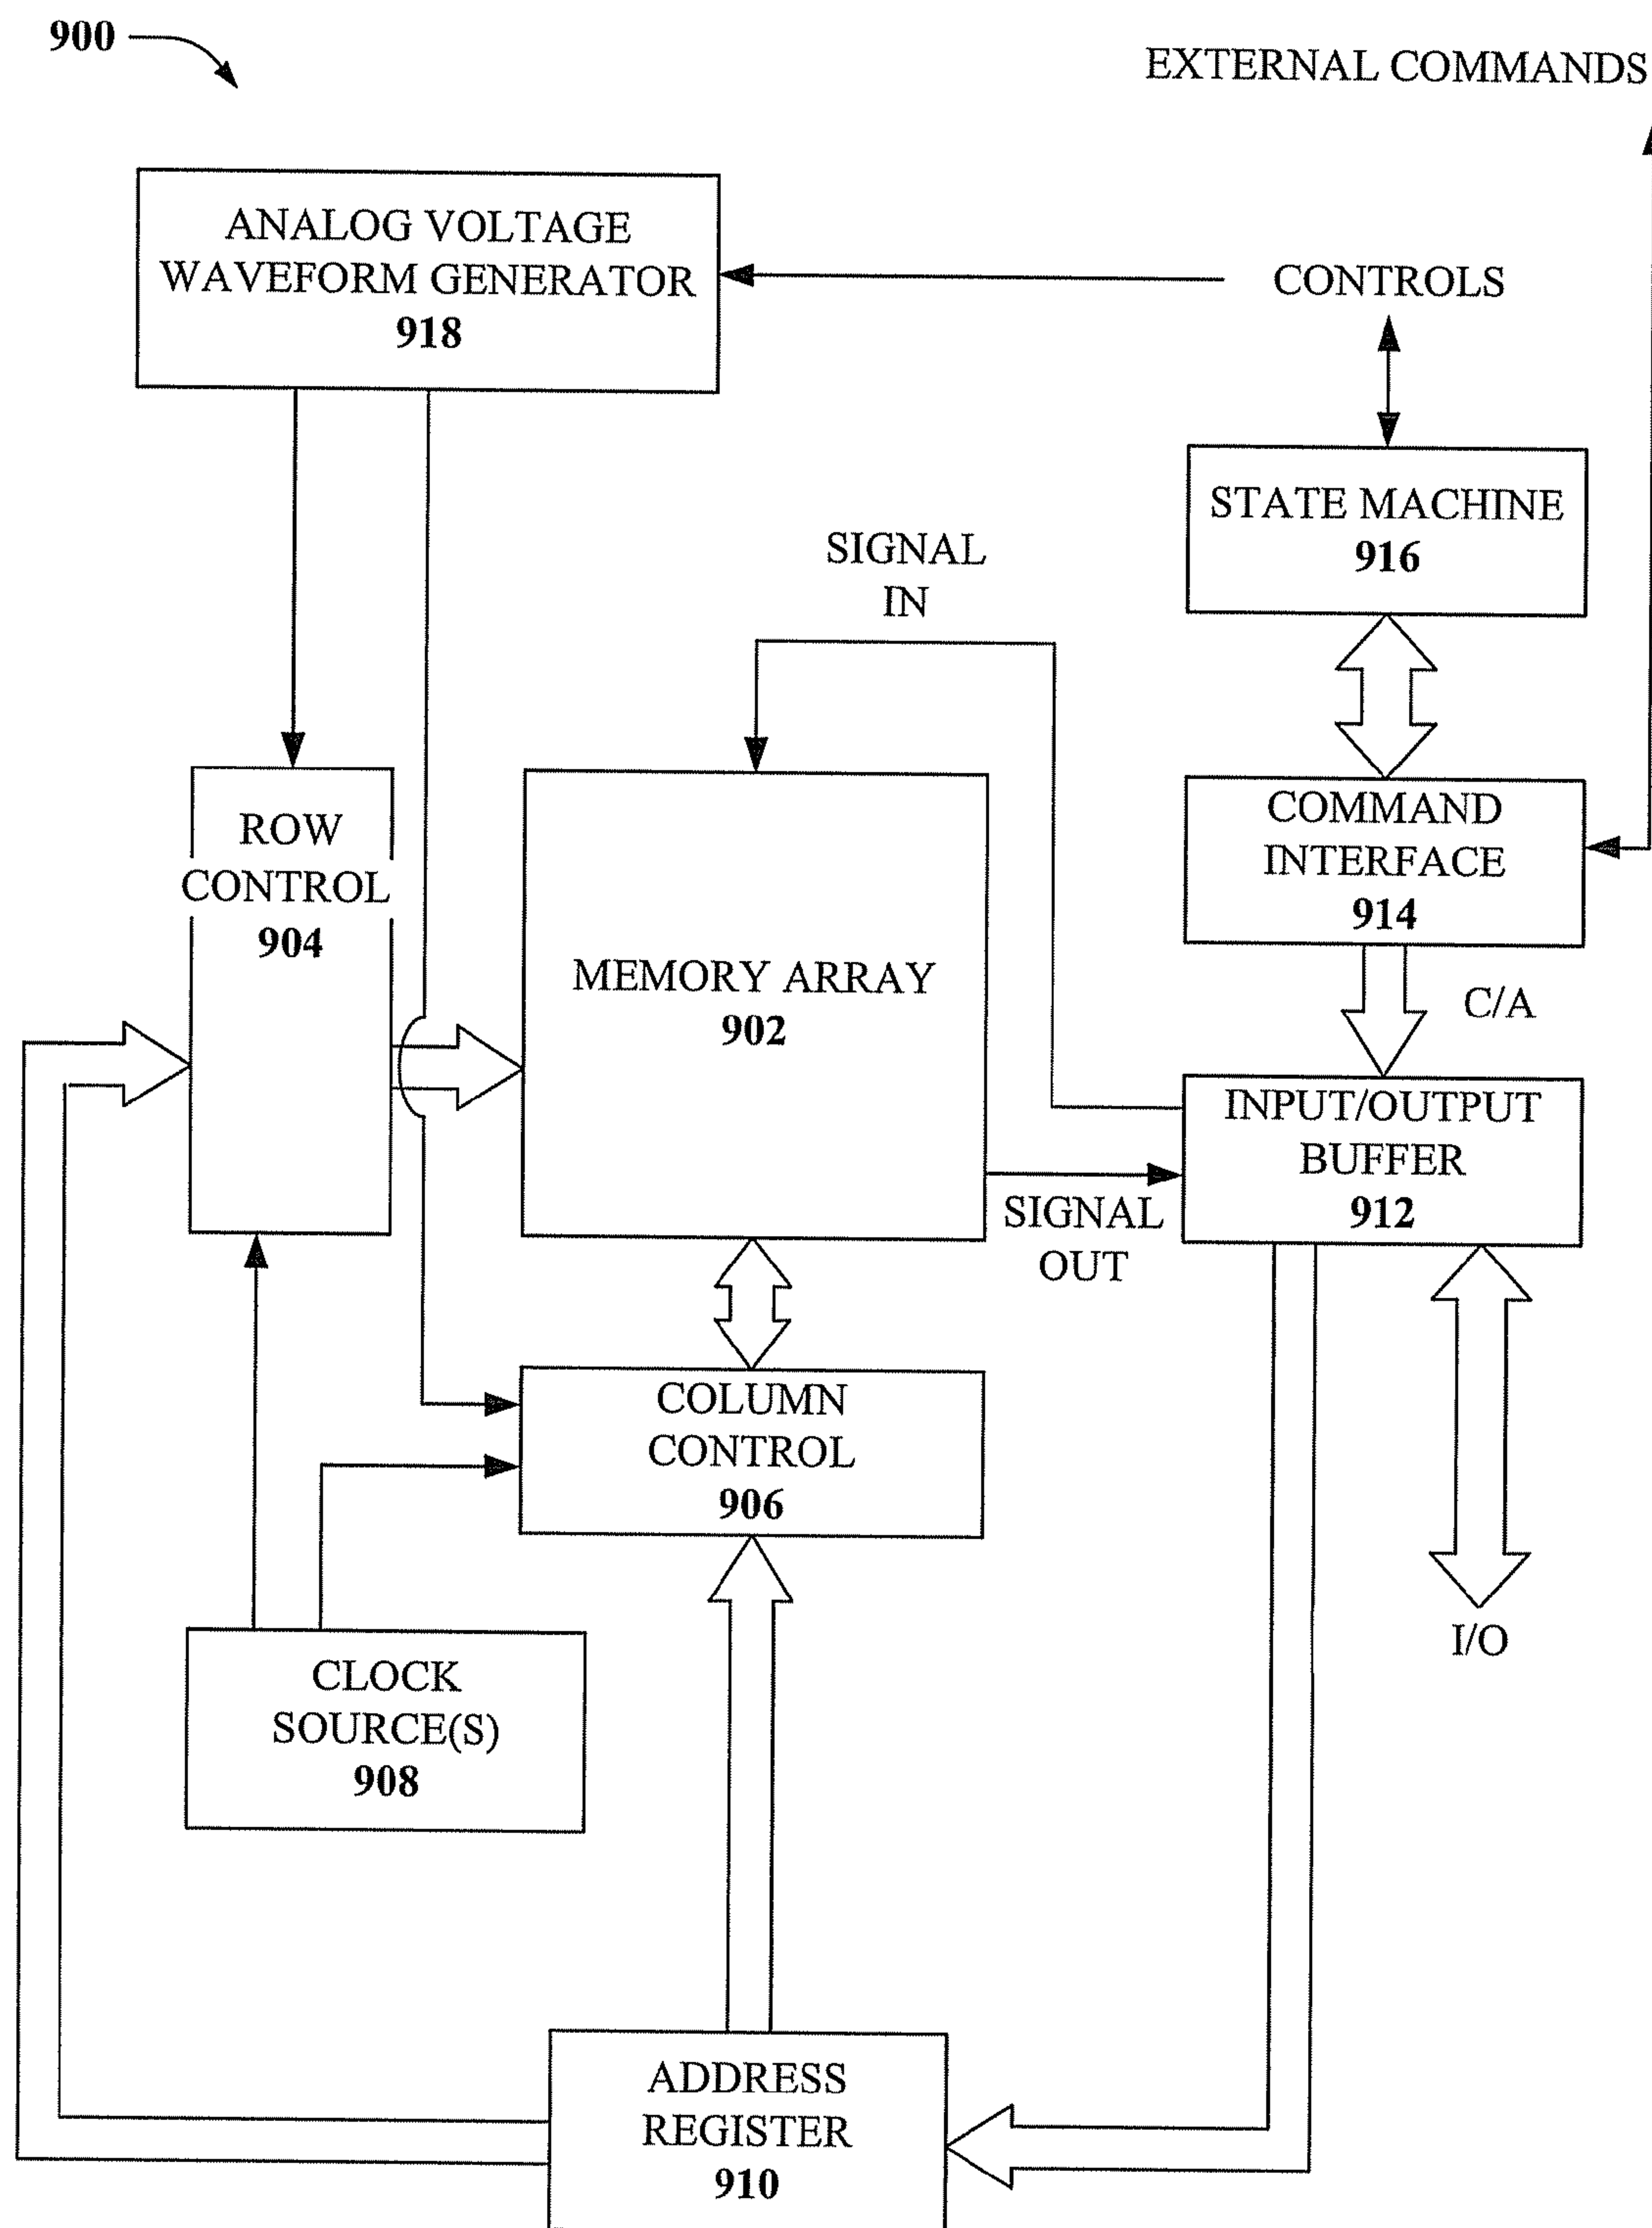 900
EXTERNAL COMMANDS
ANALOG VOLTAGE
WAVEFORM GENERATOR
918
CONTROLS
STATE MACHINE
916
SIGNAL
IN
ROW
CONTROL
904
MEMORY ARRAY
902
COMMAND
INTERFACE
914
C/A
INPUT/OUTPUT
BUFFER
912
SIGNAL
OUT
COLUMN
CONTROL
906
I/O
CLOCK
SOURCE(S)
908
ADDRESS
REGISTER
910